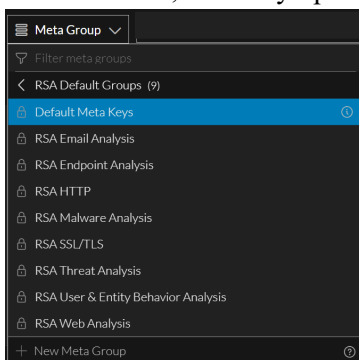 Meta Group
Filter meta groups
RSA Default Groups (9)
Default Meta Keys
RSA Email Analysis
RSA Endpoint Analysis
RSA HTTP
RSA Malware Analysis
RSA SSL/TLS
RSA Threat Analysis
RSA User & Entity Behavior Analysis
RSA Web Analysis
New Meta Group